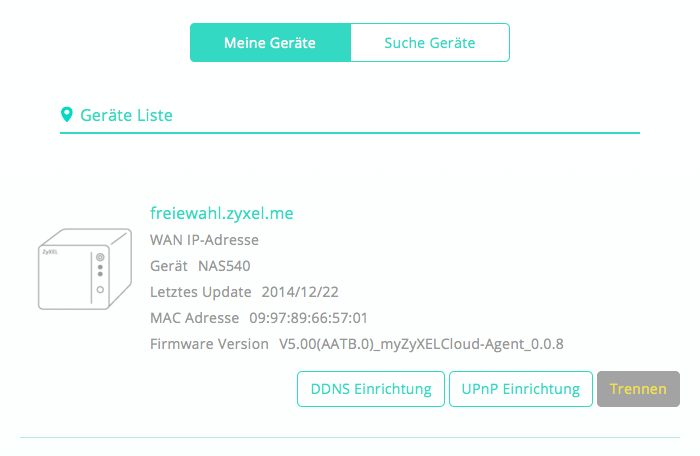 Meine Geräte
Suche Geräte
Geräte Liste
freiewahl.zyxel.me
WAN IP-Adresse
ZyXEL
Gerät NAS540
Letztes Update 2014/12/22
MAC Adresse 09:97:89:66:57:01
Firmware Version V5.00(AATB.0)_myZyXELCloud-Agent_0.0.8
DDNS Einrichtung
UPnP Einrichtung
Trennen